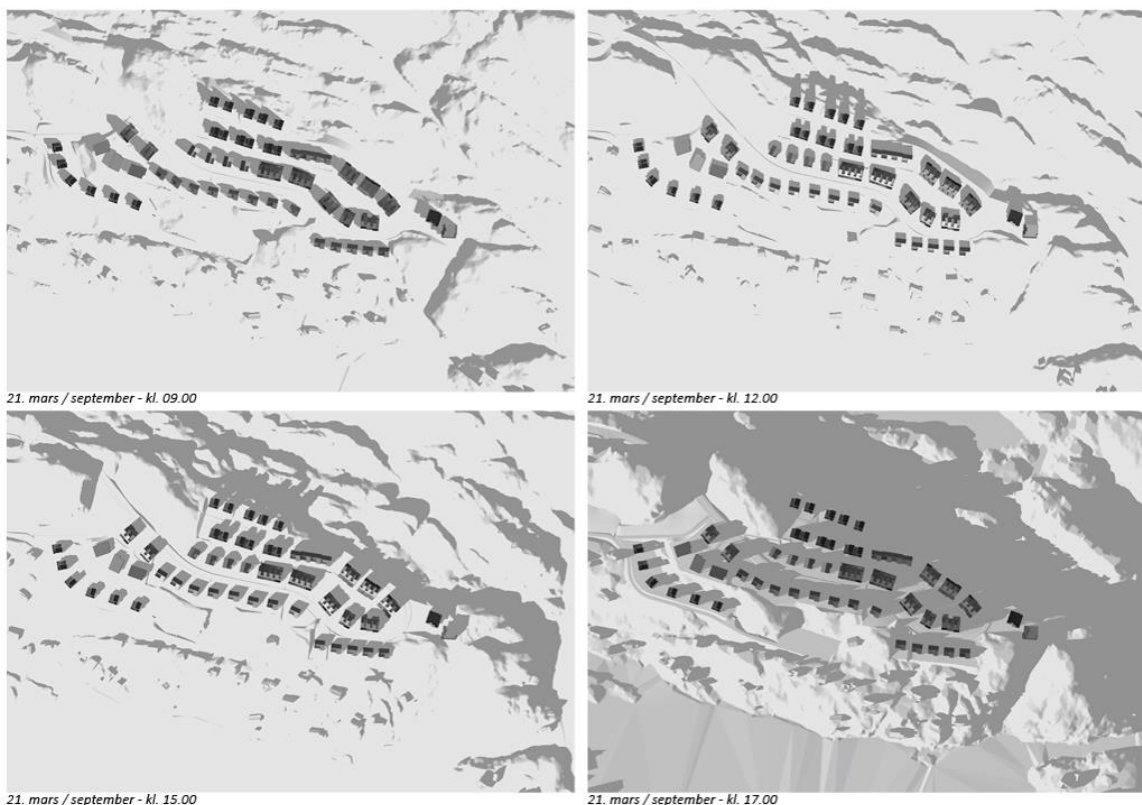 21. mars / september - kl. 09.00
21. mars / september - kl. 12.00
21. mars / september - kl. 15.00
21. mars / september - kl. 17.00